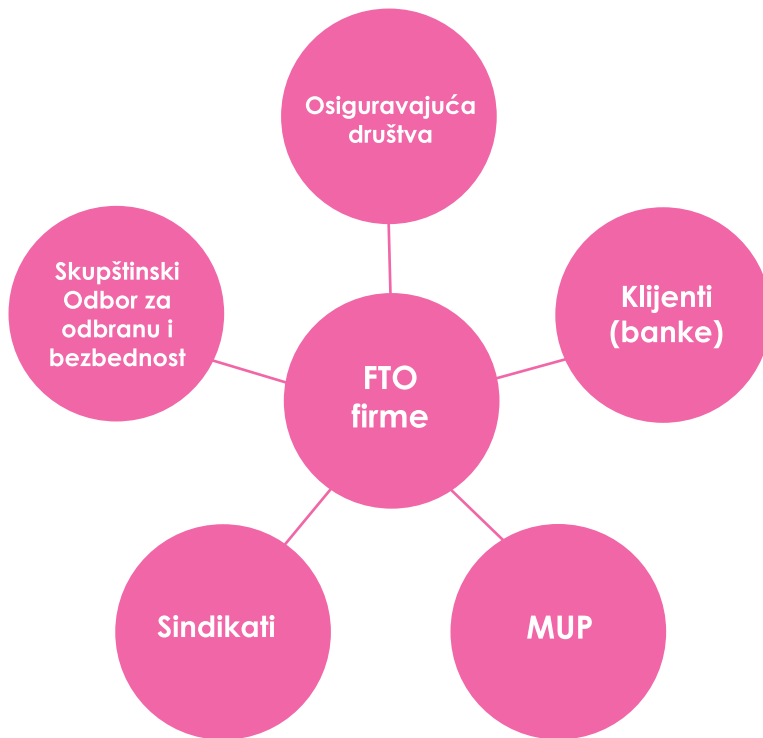 Osiguravajuća
društva
Skupštinski
Odbor za
odbranu i
bezbednost
Klijenti
(banke)
FTO
firme
Sindikati
MUP